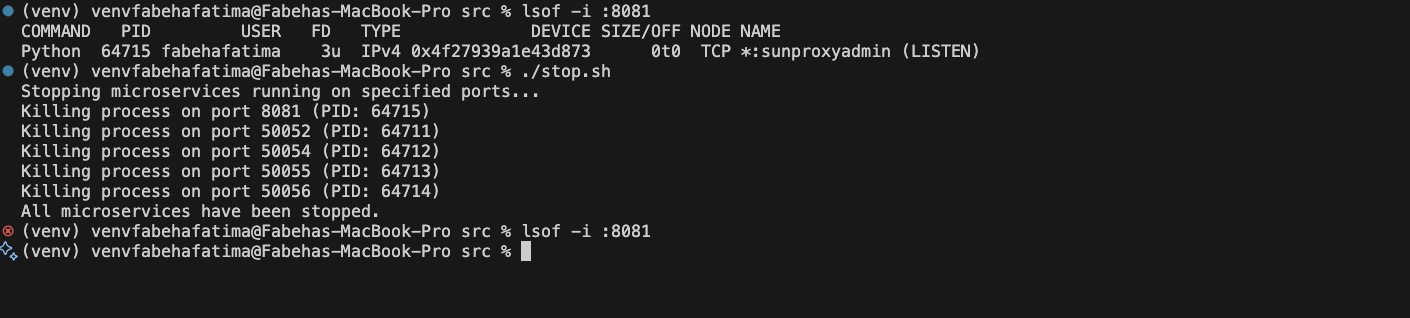 (venv) venvfabehafatima@Fabehas-MacBook-Pro src % lsof -i :8081
COMMAND   PID        USER   FD   TYPE             DEVICE SIZE/OFF NODE NAME
Python  64715 fabehafatima    3u  IPv4 0x4f27939a1e43d873      0t0  TCP *:sunproxyadmin (LISTEN)
(venv) venvfabehafatima@Fabehas-MacBook-Pro src % ./stop.sh
Stopping microservices running on specified ports...
Killing process on port 8081 (PID: 64715)
Killing process on port 50052 (PID: 64711)
Killing process on port 50054 (PID: 64712)
Killing process on port 50055 (PID: 64713)
Killing process on port 50056 (PID: 64714)
All microservices have been stopped.
(venv) venvfabehafatima@Fabehas-MacBook-Pro src % lsof -i :8081
(venv) venvfabehafatima@Fabehas-MacBook-Pro src %